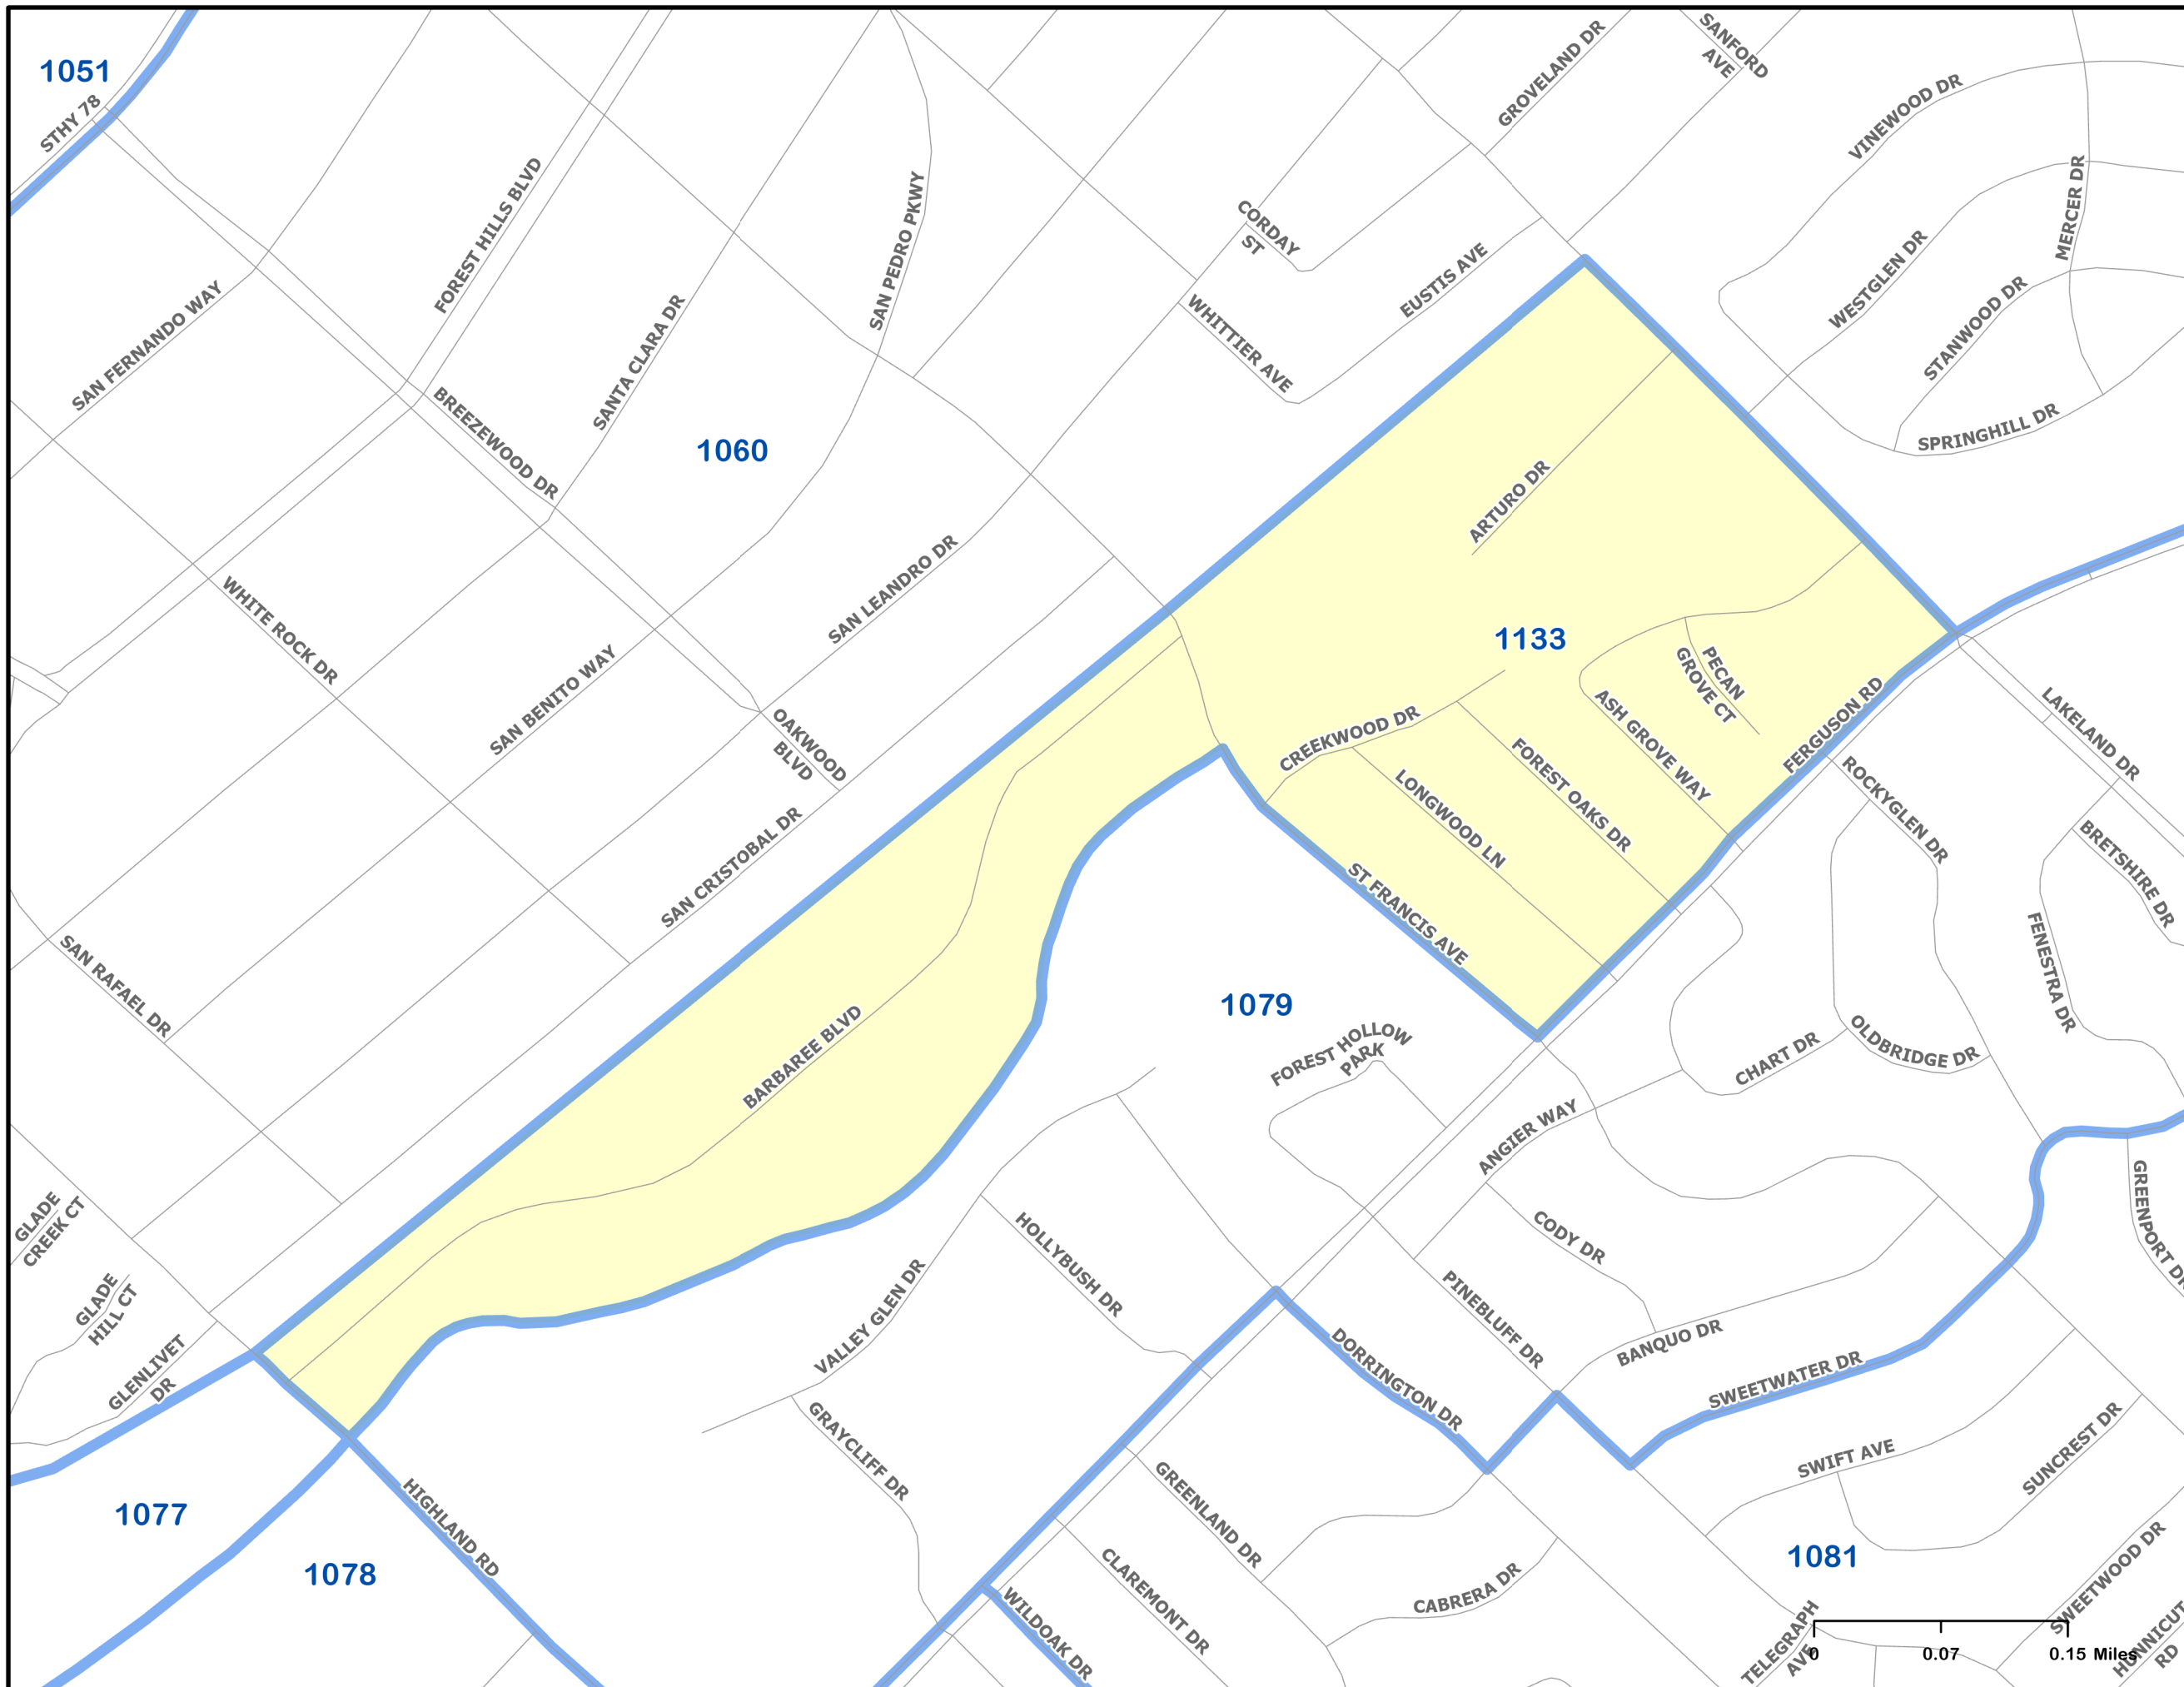 1051
STHY 78
GROVELAND DR
SANFORD
AVE
VINEWOOD DR
MERCER DR
FOREST HILLS BLVD
SAN PEDRO PKWY
CORDAY
ST
EUSTIS AVE
WESTGLEN DR
STANWOOD DR
SAN FERNANDO WAY
SANTA CLARA DR
WHITTIER AVE
SPRINGHILL DR
BREEZEWOOD DR
1060
ARTURO DR
SAN LEANDRO DR
WHITE ROCK DR
1133
PECAN
GROVE CT
SAN BENITO WAY
OAKWOOD
BLVD
CREEKWOOD DR
ASH GROVE WAY
FERGUSON RD
LAKELAND DR
FOREST OAKS DR
LONGWOOD LN
ROCKYGLEN DR
BRETSHIRE DR
SAN CRISTOBAL DR
ST FRANCIS AVE
FENESTRA DR
SAN RAFAEL DR
1079
BARBAREE BLVD
FOREST HOLLOW
PARK
CHART DR
OLDBRIDGE DR
ANGIER WAY
GLADE
CREEK CT
GREENPORT DR
HOLLYBUSH DR
CODY DR
GLADE
HILL CT
VALLEY GLEN DR
PINEBLUFF DR
BANQUO DR
GLENLIVET
DR
DORRINGTON DR
SWEETWATER DR
GRAYCLIFF DR
SWIFT AVE
SUNCREST DR
1077
HIGHLAND RD
GREENLAND DR
1078
1081
CLAREMONT DR
CABRERA DR
SWEETWOOD DR
WILDOAK DR
TELEGRAPH
AVE
HUNNICUT
RD
0
0.07
0.15 Miles